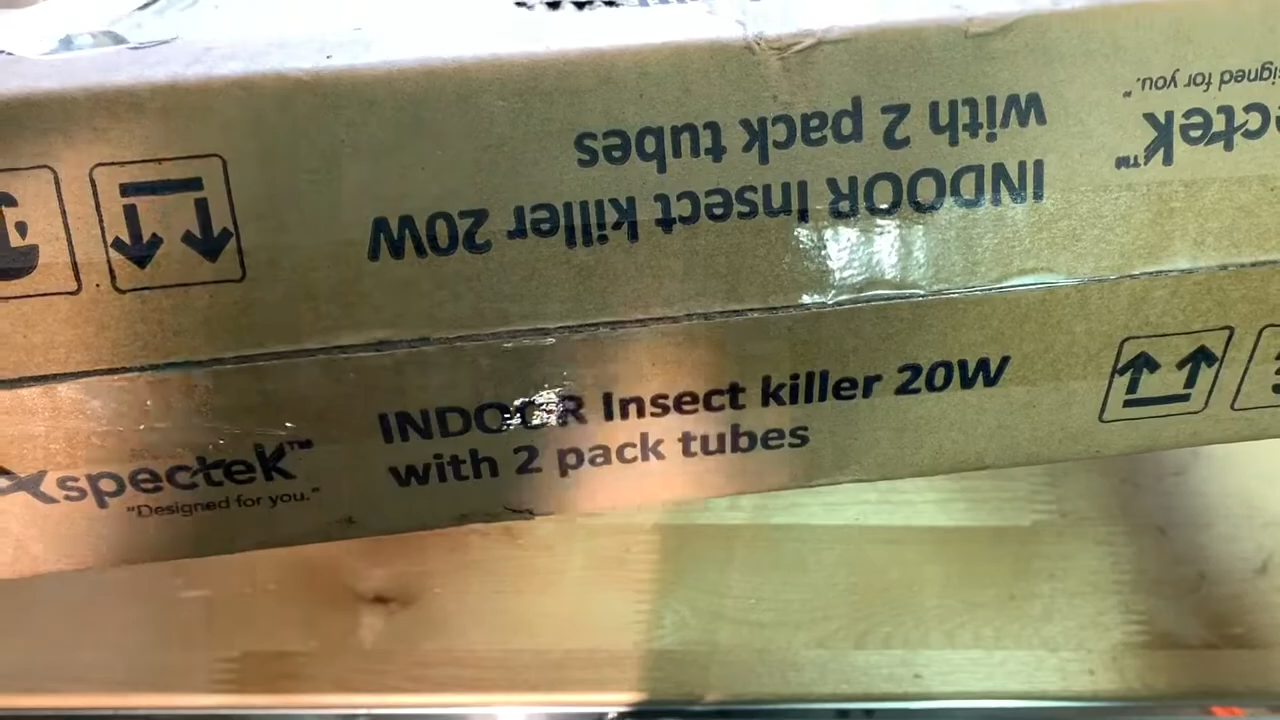 signed for you."
ctek™
INDOOR Insect killer 20W
with 2 pack tubes
INDOOR Insect killer 20W
with 2 pack tubes
Aspectek™
"Designed for you."